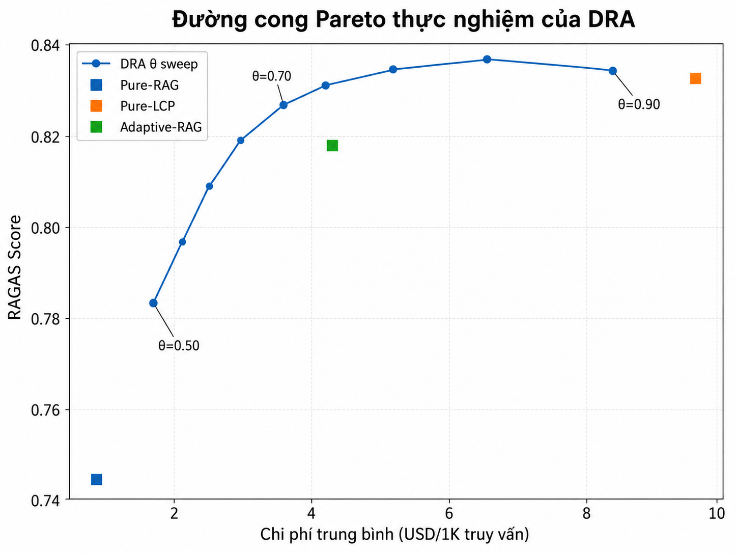 Đường cong Pareto thực nghiệm của DRA
0.84
DRA θ sweep
Pure-RAG
Pure-LCP
Adaptive-RAG
θ=0.70
θ=0.90
0.82
0.80
RAGAS Score
0.78
θ=0.50
0.76
0.74
2
4
6
8
10
Chi phí trung bình (USD/1K truy vấn)